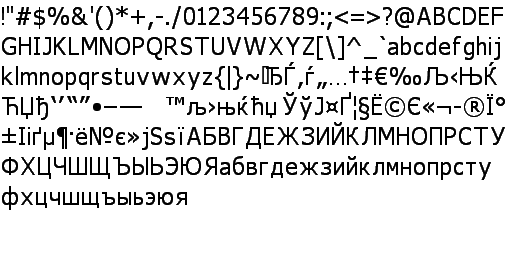 !"#$%&'()*+,-./0123456789:;<=>?@ABCDEF
GHIJKLMNOPQRSTUVWXYZ[\]^_`abcdefghij
klmnopqrstuvwxyz{|}~ЂЃ‚ѓ„…†‡€‰Љ‹ЊЌ
ЋЏђ‘’“”•–— ™љ›њќћџ ЎўЈ¤Ґ¦§Ё©Є«¬-®Ї°
±Ііґµ¶·ё№є»јЅѕїАБВГДЕЖЗИЙКЛМНОПРСТУ
ФХЦЧШЩЪЫЬЭЮЯабвгдежзийклмнопрсту
фхцчшщъыьэюя